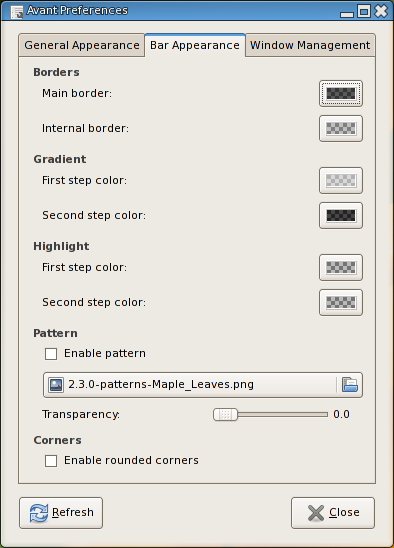 Avant Preferences
General Appearance Bar Appearance Window Management
Borders
Main border:
Internal border:
Gradient
First step color:
Second step color:
Highlight
First step color:
Second step color:
Pattern
Enable pattern
2.3.0-patterns-Maple_Leaves.png
Transparency: 0.0
Corners
Enable rounded corners
Refresh Close